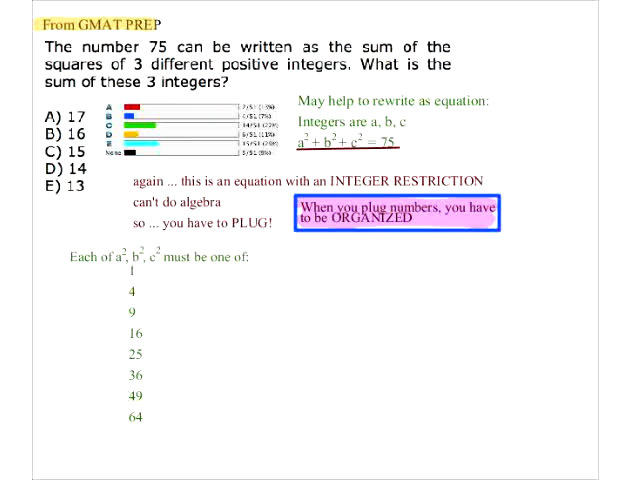 From GMAT PREP
The number 75 can be written as the sum of the
squares of 3 different positive integers. What is the
sum of these 3 integers?
A) 17
B) 16
C) 15
D) 14
E) 13
A
B
C
D
E
None
May help to rewrite as equation:
Integers are a, b, c
a² + b² + c² = 75
again ... this is an equation with an INTEGER RESTRICTION
can't do algebra
so ... you have to PLUG!
When you plug numbers, you have
to be ORGANIZED
Each of a², b², c² must be one of:
1
4
9
16
25
36
49
64